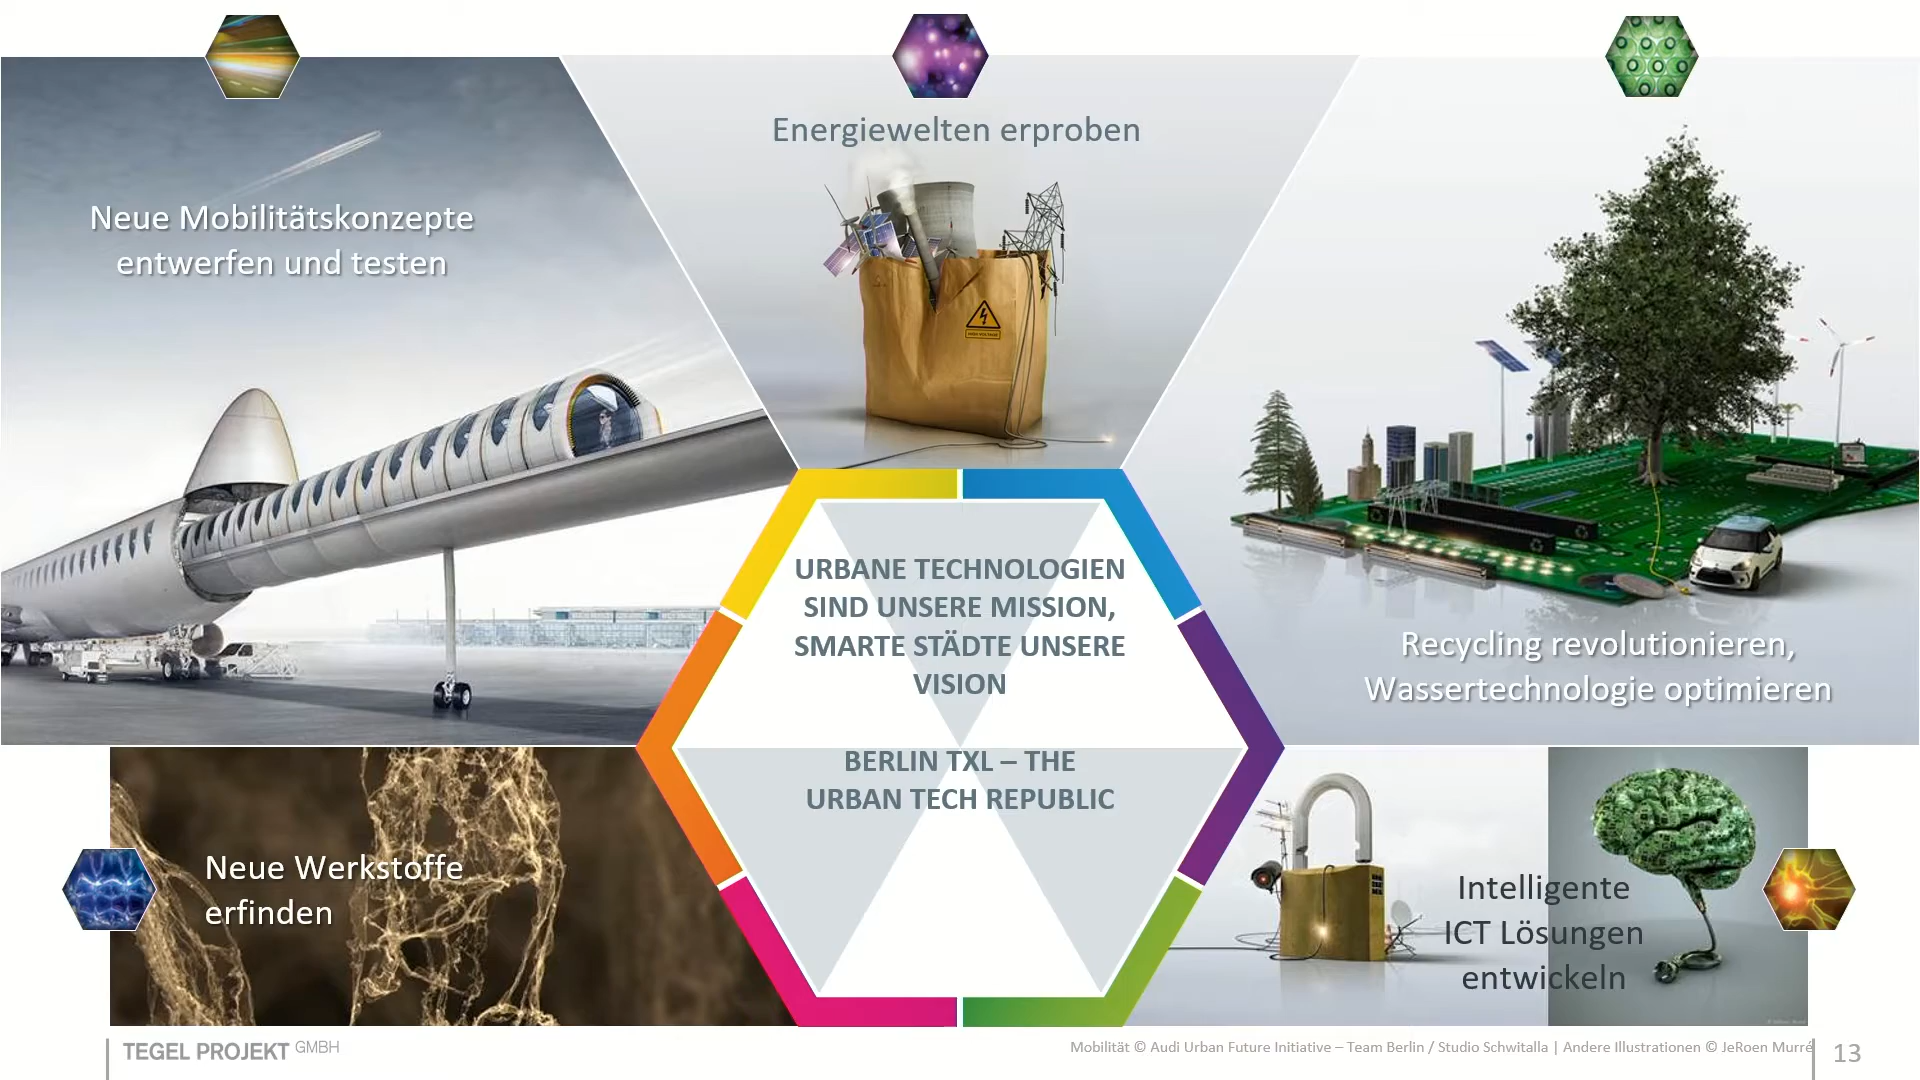 Energiewelten erproben
Neue Mobilitätskonzepte
entwerfen und testen
HIGH VOLTAGE
URBANE TECHNOLOGIEN
SIND UNSERE MISSION,
SMARTE STÄDTE UNSERE
VISION
Recycling revolutionieren,
Wassertechnologie optimieren
BERLIN TXL – THE
URBAN TECH REPUBLIC
Neue Werkstoffe
erfinden
Intelligente
ICT Lösungen
entwickeln
TEGEL PROJEKT GMBH
Mobilität © Audi Urban Future Initiative – Team Berlin / Studio Schwitalla | Andere Illustrationen © JeRoen Murré
13